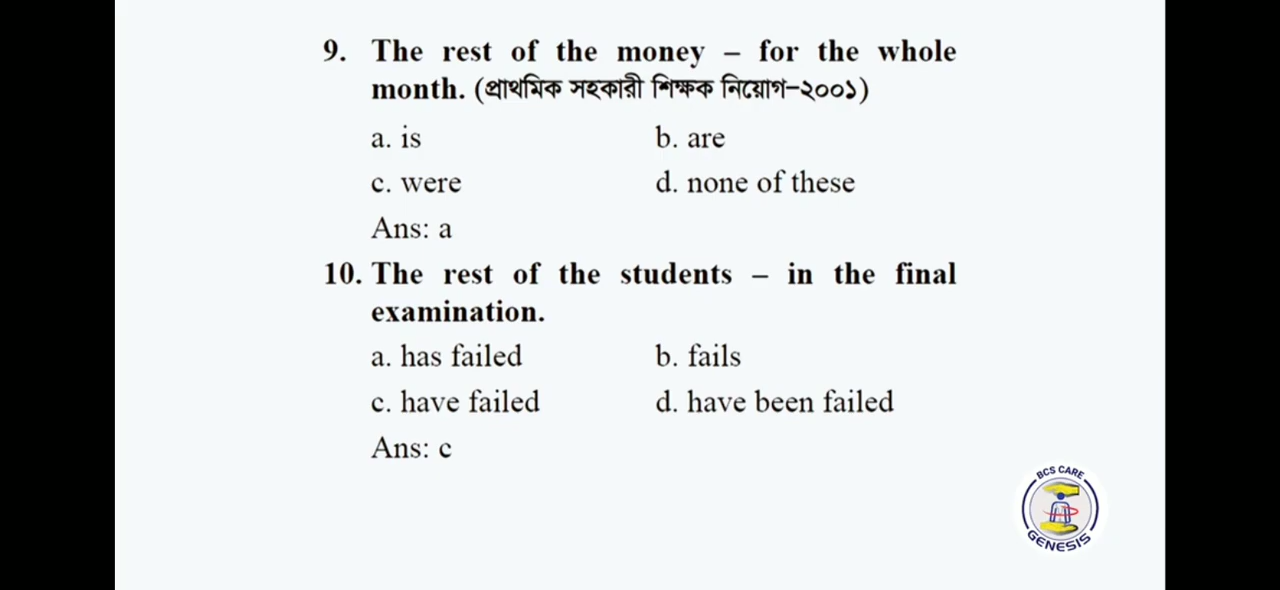 9. The rest of the money – for the whole
month. (প্রাথমিক সহকারী শিক্ষক নিয়োগ-২০০১)
a. is b. are
c. were d. none of these
Ans: a
10. The rest of the students – in the final
examination.
a. has failed b. fails
c. have failed d. have been failed
Ans: c
BCS CARE
GENESIS